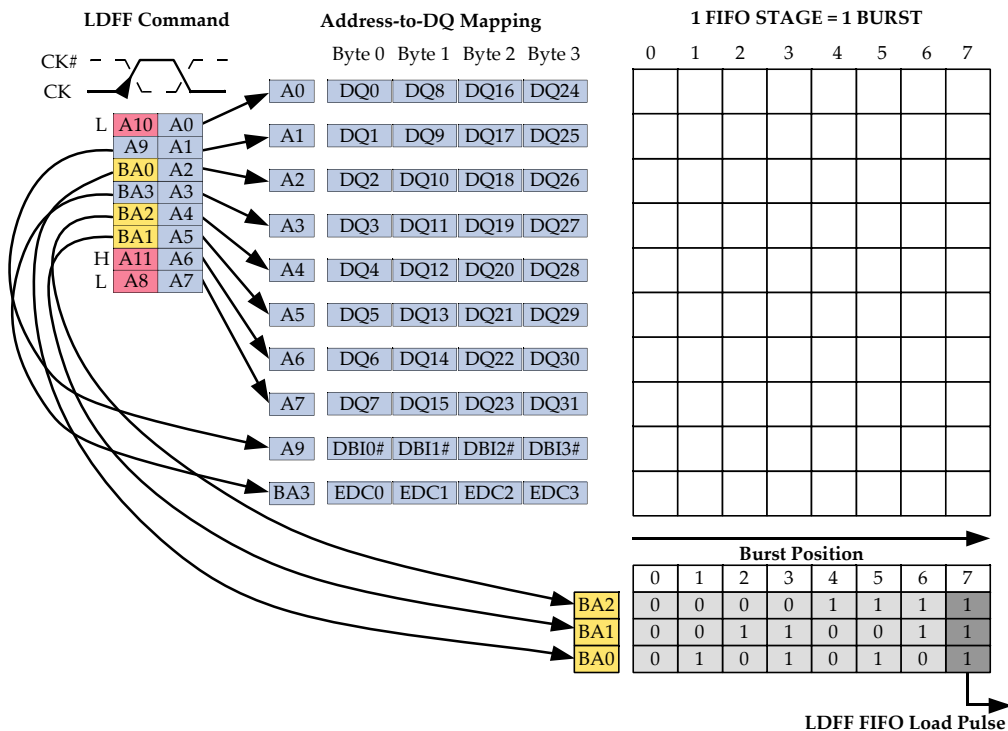 LDFF Command
Address-to-DQ Mapping
1 FIFO STAGE = 1 BURST
CK#
CK
L A10 A0
A9 A1
BA0 A2
BA3 A3
BA2 A4
BA1 A5
H A11 A6
L A8 A7
Byte 0 Byte 1 Byte 2 Byte 3
A0 DQ0 DQ8 DQ16 DQ24
A1 DQ1 DQ9 DQ17 DQ25
A2 DQ2 DQ10 DQ18 DQ26
A3 DQ3 DQ11 DQ19 DQ27
A4 DQ4 DQ12 DQ20 DQ28
A5 DQ5 DQ13 DQ21 DQ29
A6 DQ6 DQ14 DQ22 DQ30
A7 DQ7 DQ15 DQ23 DQ31
A9 DBI0# DBI1# DBI2# DBI3#
BA3 EDC0 EDC1 EDC2 EDC3
0 1 2 3 4 5 6 7
Burst Position
0 1 2 3 4 5 6 7
BA2 0 0 0 0 1 1 1 1
BA1 0 0 1 1 0 0 1 1
BA0 0 1 0 1 0 1 0 1
LDFF FIFO Load Pulse